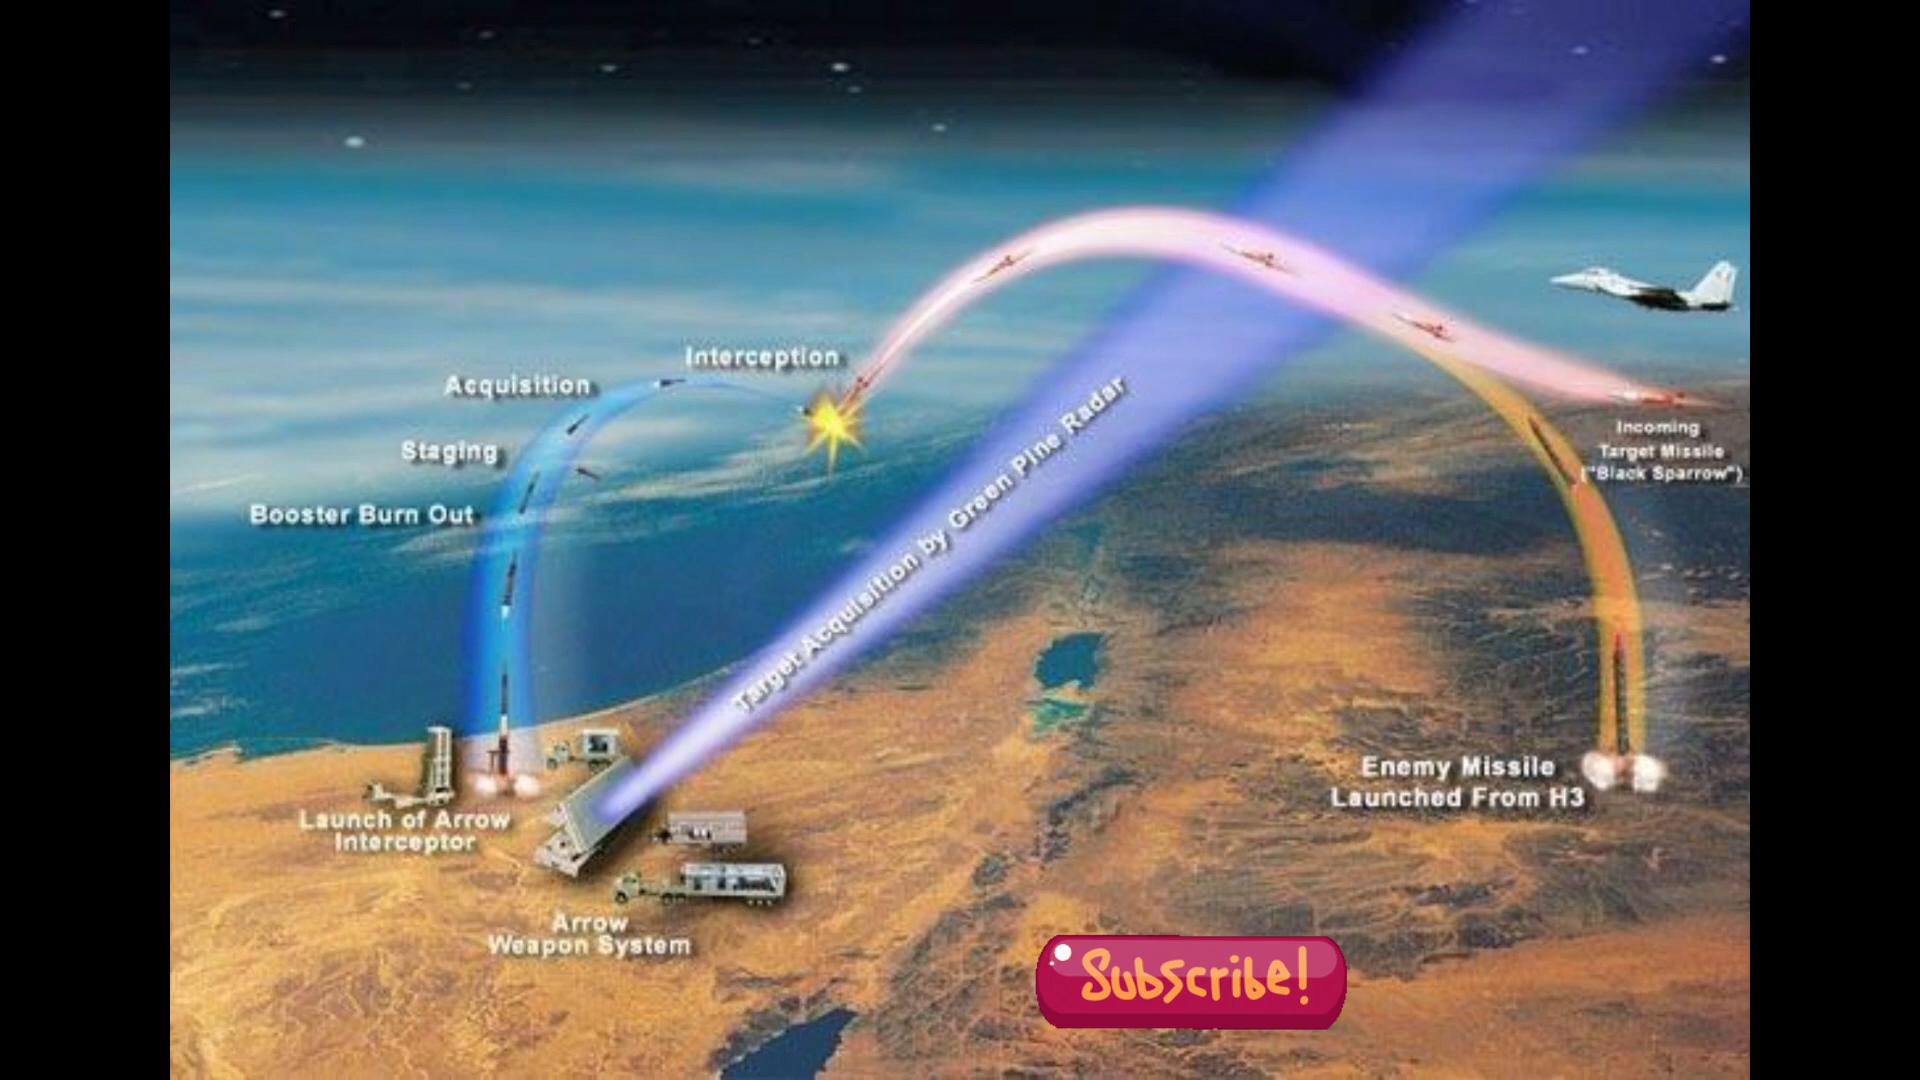 Interception
Acquisition
Staging
Booster Burn Out
Target Acquisition by Green Pine Radar
Incoming
Target Missile
("Black Sparrow")
Enemy Missile
Launched From H3
Launch of Arrow
Interceptor
Arrow
Weapon System
Subscribe!